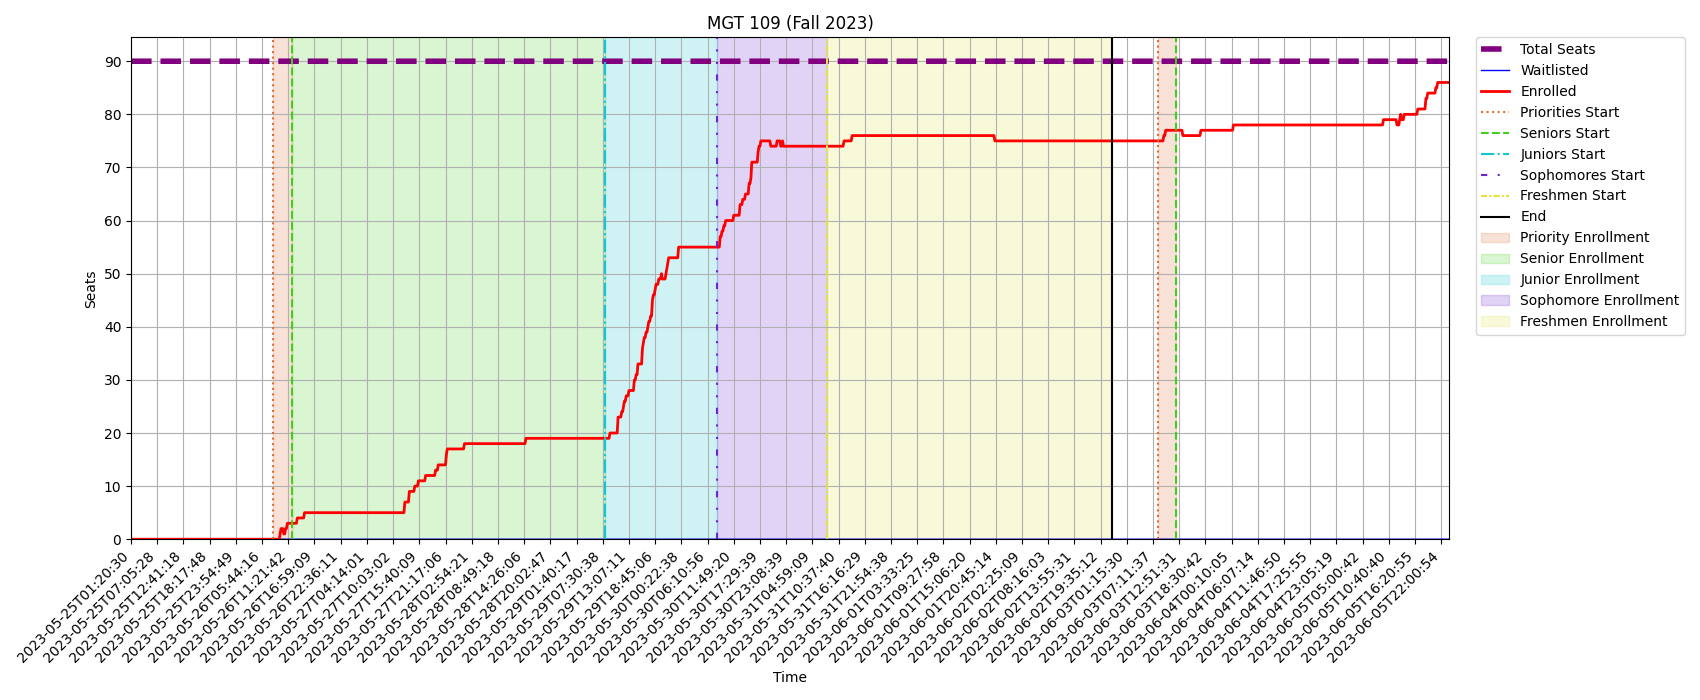 MGT 109 (Fall 2023)
Seats
90
80
70
60
50
40
30
20
10
0
2023-05-25T01:20:30
2023-05-25T07:05:28
2023-05-25T12:41:18
2023-05-25T18:17:48
2023-05-25T23:54:49
2023-05-26T05:44:16
2023-05-26T11:21:42
2023-05-26T16:59:09
2023-05-26T22:36:11
2023-05-27T04:14:01
2023-05-27T10:03:02
2023-05-27T15:40:09
2023-05-27T21:17:06
2023-05-28T02:54:21
2023-05-28T08:49:18
2023-05-28T14:26:06
2023-05-28T20:02:47
2023-05-29T01:40:17
2023-05-29T07:30:38
2023-05-29T13:07:11
2023-05-29T18:45:06
2023-05-30T00:22:38
2023-05-30T06:10:56
2023-05-30T11:49:20
2023-05-30T17:29:39
2023-05-30T23:08:39
2023-05-31T04:59:09
2023-05-31T10:37:40
2023-05-31T16:16:29
2023-05-31T21:54:38
2023-06-01T03:33:25
2023-06-01T09:27:58
2023-06-01T15:06:20
2023-06-01T20:45:14
2023-06-02T02:25:09
2023-06-02T08:16:03
2023-06-02T13:55:31
2023-06-02T19:35:12
2023-06-03T01:15:30
2023-06-03T07:11:37
2023-06-03T12:51:31
2023-06-03T18:30:42
2023-06-04T00:10:05
2023-06-04T06:07:14
2023-06-04T11:46:50
2023-06-04T17:25:55
2023-06-04T23:05:19
2023-06-05T05:00:42
2023-06-05T10:40:40
2023-06-05T16:20:55
2023-06-05T22:00:54
Time
Total Seats
Waitlisted
Enrolled
Priorities Start
Seniors Start
Juniors Start
Sophomores Start
Freshmen Start
End
Priority Enrollment
Senior Enrollment
Junior Enrollment
Sophomore Enrollment
Freshmen Enrollment